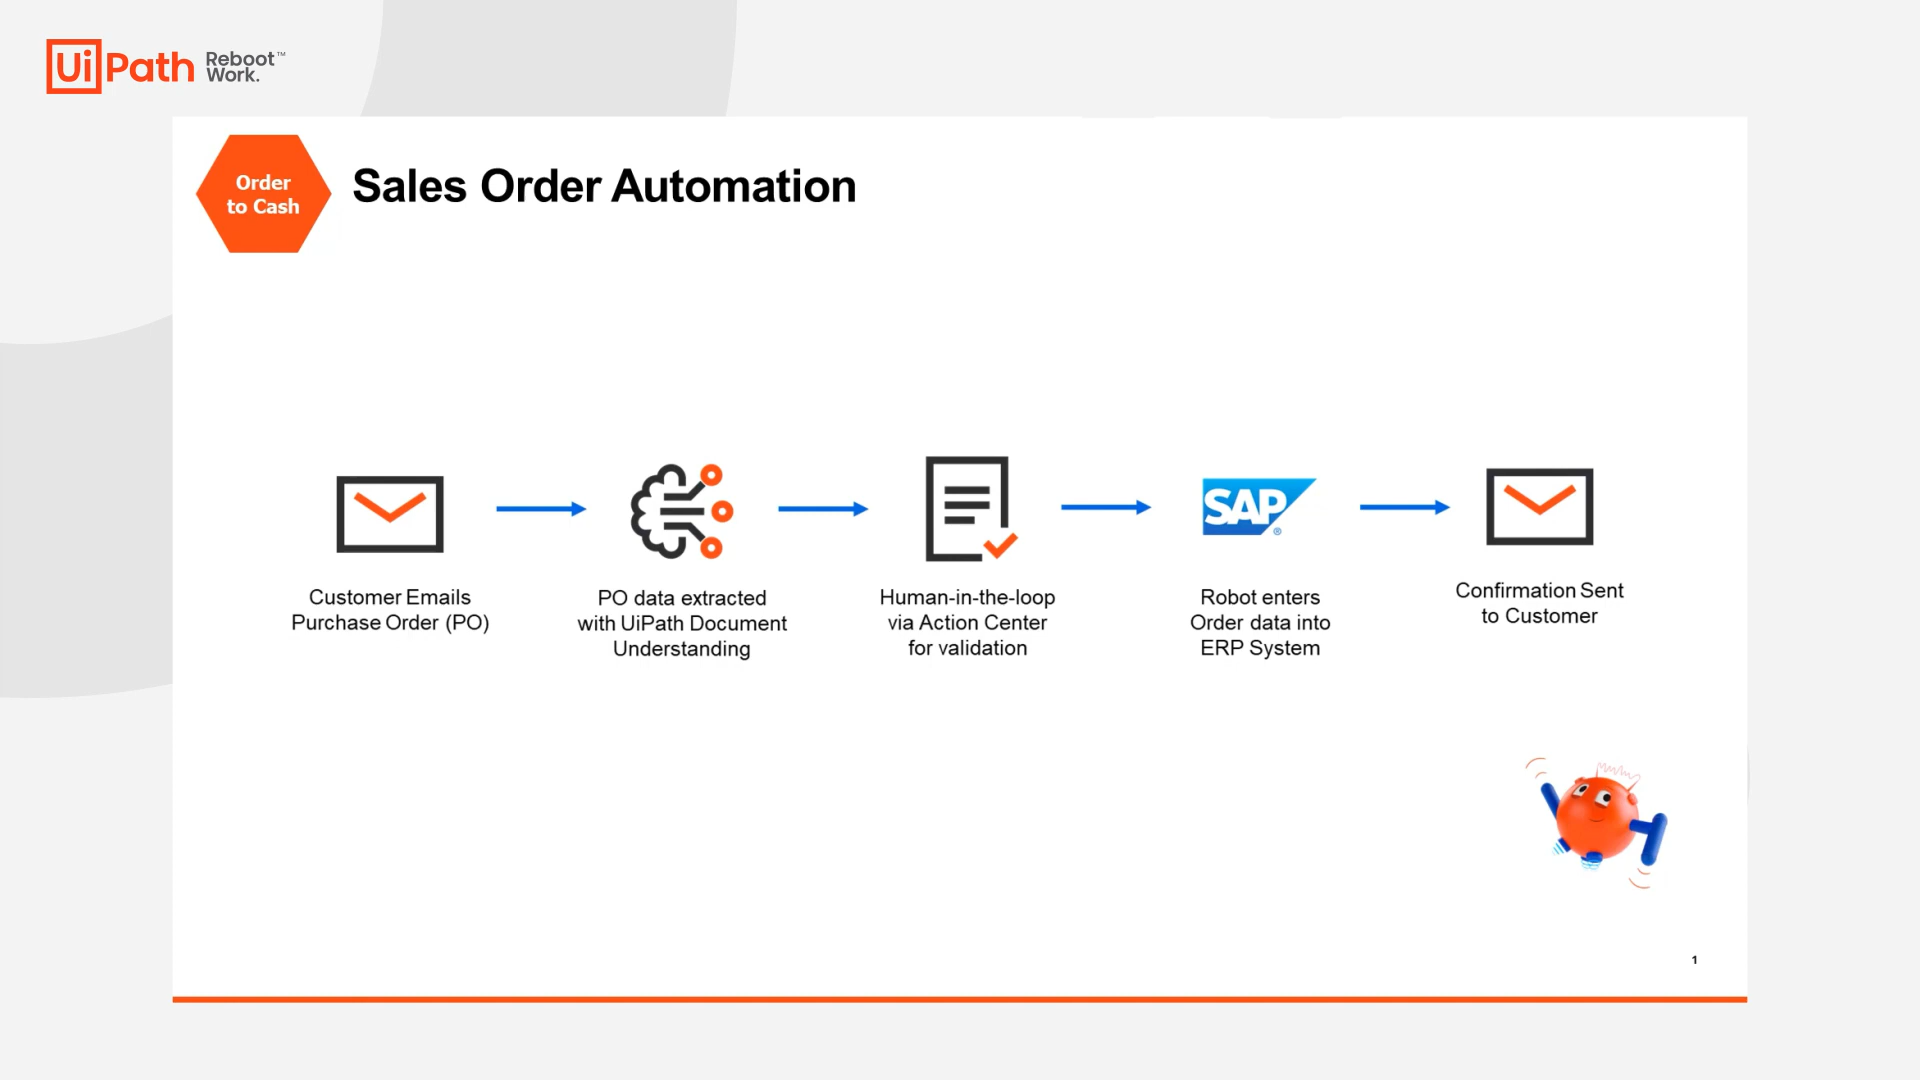 UiPath Reboot™
Work.
Order
to Cash
Sales Order Automation
SAP®
Customer Emails
Purchase Order (PO)
PO data extracted
with UiPath Document
Understanding
Human-in-the-loop
via Action Center
for validation
Robot enters
Order data into
ERP System
Confirmation Sent
to Customer
1